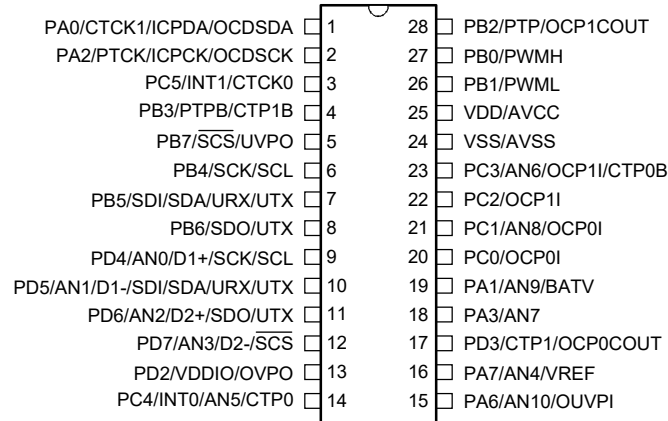 PA0/CTCK1/ICPDA/OCDSDA 1 28 PB2/PTP/OCP1COUT
PA2/PTCK/ICPCK/OCDSCK 2 27 PB0/PWMH
PC5/INT1/CTCK0 3 26 PB1/PWML
PB3/PTPB/CTP1B 4 25 VDD/AVCC
PB7/SCS/UVPO 5 24 VSS/AVSS
PB4/SCK/SCL 6 23 PC3/AN6/OCP1I/CTP0B
PB5/SDI/SDA/URX/UTX 7 22 PC2/OCP1I
PB6/SDO/UTX 8 21 PC1/AN8/OCP0I
PD4/AN0/D1+/SCK/SCL 9 20 PC0/OCP0I
PD5/AN1/D1-/SDI/SDA/URX/UTX 10 19 PA1/AN9/BATV
PD6/AN2/D2+/SDO/UTX 11 18 PA3/AN7
PD7/AN3/D2-/SCS 12 17 PD3/CTP1/OCP0COUT
PD2/VDDIO/OVPO 13 16 PA7/AN4/VREF
PC4/INT0/AN5/CTP0 14 15 PA6/AN10/OUVPI